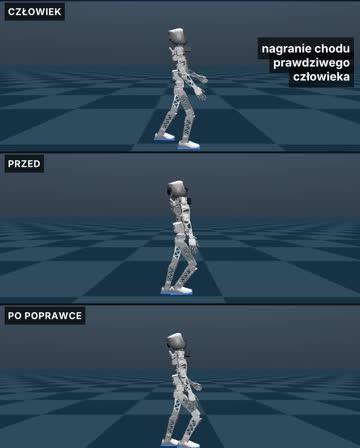 CZŁOWIEK
nagranie chodu
prawdziwego
człowieka
PRZED
PO POPRAWCE